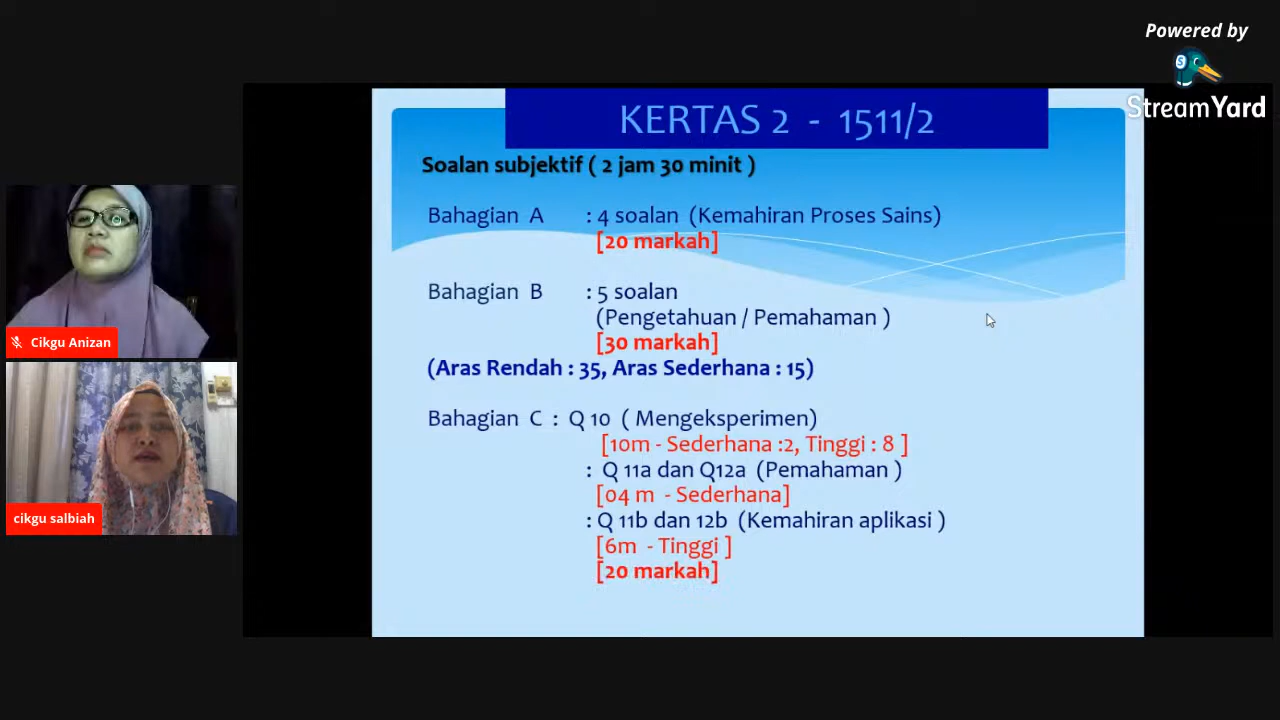 Powered by
StreamYard
KERTAS 2 - 1511/2
Soalan subjektif ( 2 jam 30 minit )
Bahagian A : 4 soalan (Kemahiran Proses Sains)
[20 markah]
Bahagian B : 5 soalan
(Pengetahuan / Pemahaman )
[30 markah]
(Aras Rendah : 35, Aras Sederhana : 15)
Bahagian C : Q 10 ( Mengeksperimen)
[10m - Sederhana :2, Tinggi : 8 ]
: Q 11a dan Q12a (Pemahaman )
[04 m - Sederhana]
: Q 11b dan 12b (Kemahiran aplikasi )
[6m - Tinggi ]
[20 markah]
Cikgu Anizan
cikgu salbiah